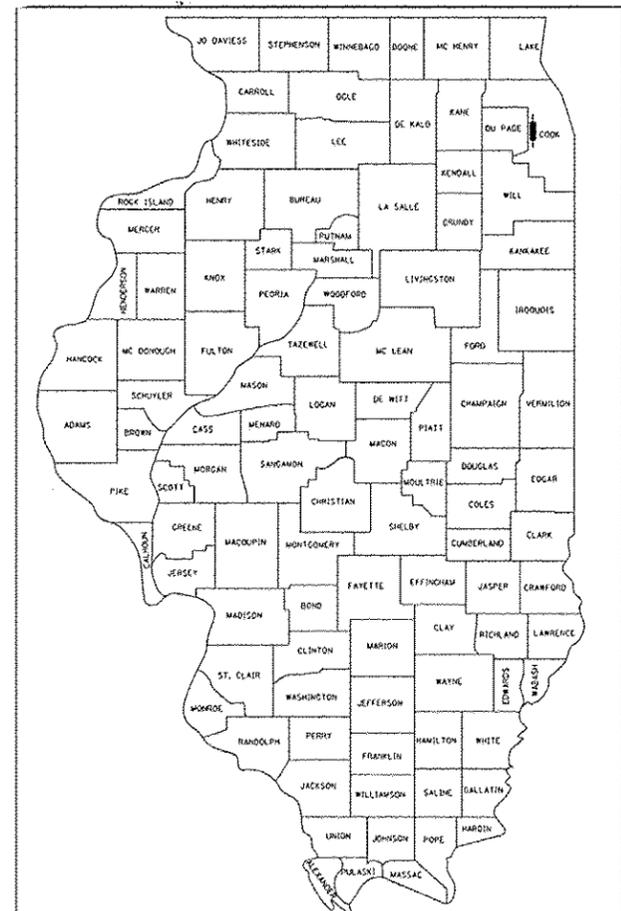 JO DAVIESS STEPHENSON WINNEBAGO BOONE MC HENRY LAKE
CARROLL OGLE DE KALB KANE DU PAGE COOK
WHITESIDE LEE KENDALL WILL
ROCK ISLAND HENRY BUREAU LA SALLE GRUNDY
MERCER STARK PUTNAM MARSHALL KANKAKEE
HENDERSON WARREN KNOX PEORIA WOODFORD LIVINGSTON IROQUOIS
HANCOCK MC DONOUGH FULTON TAZEWELL MC LEAN FORD
SCHUYLER MASON LOGAN DE WITT CHAMPAIGN VERMILION
ADAMS BROWN CASS MENARD MACON PIATT
PIKE SCOTT MORGAN SANGAMON CHRISTIAN MOULTRIE DOUGLAS EDGAR
COLES
CALHOUN GREENE MACOUPIN MONTGOMERY SHELBY CUMBERLAND CLARK
JERSEY FAYETTE EFFINGHAM JASPER CRAWFORD
MADISON BOND CLAY RICHLAND LAWRENCE
CLINTON MARION
ST. CLAIR WASHINGTON WAYNE EDWARDS WABASH
MONROE JEFFERSON
RANDOLPH PERRY FRANKLIN HAMILTON WHITE
JACKSON WILLIAMSON SALINE GALLATIN
UNION JOHNSON POPE HARDIN
ALEXANDER PULASKI MASSAC